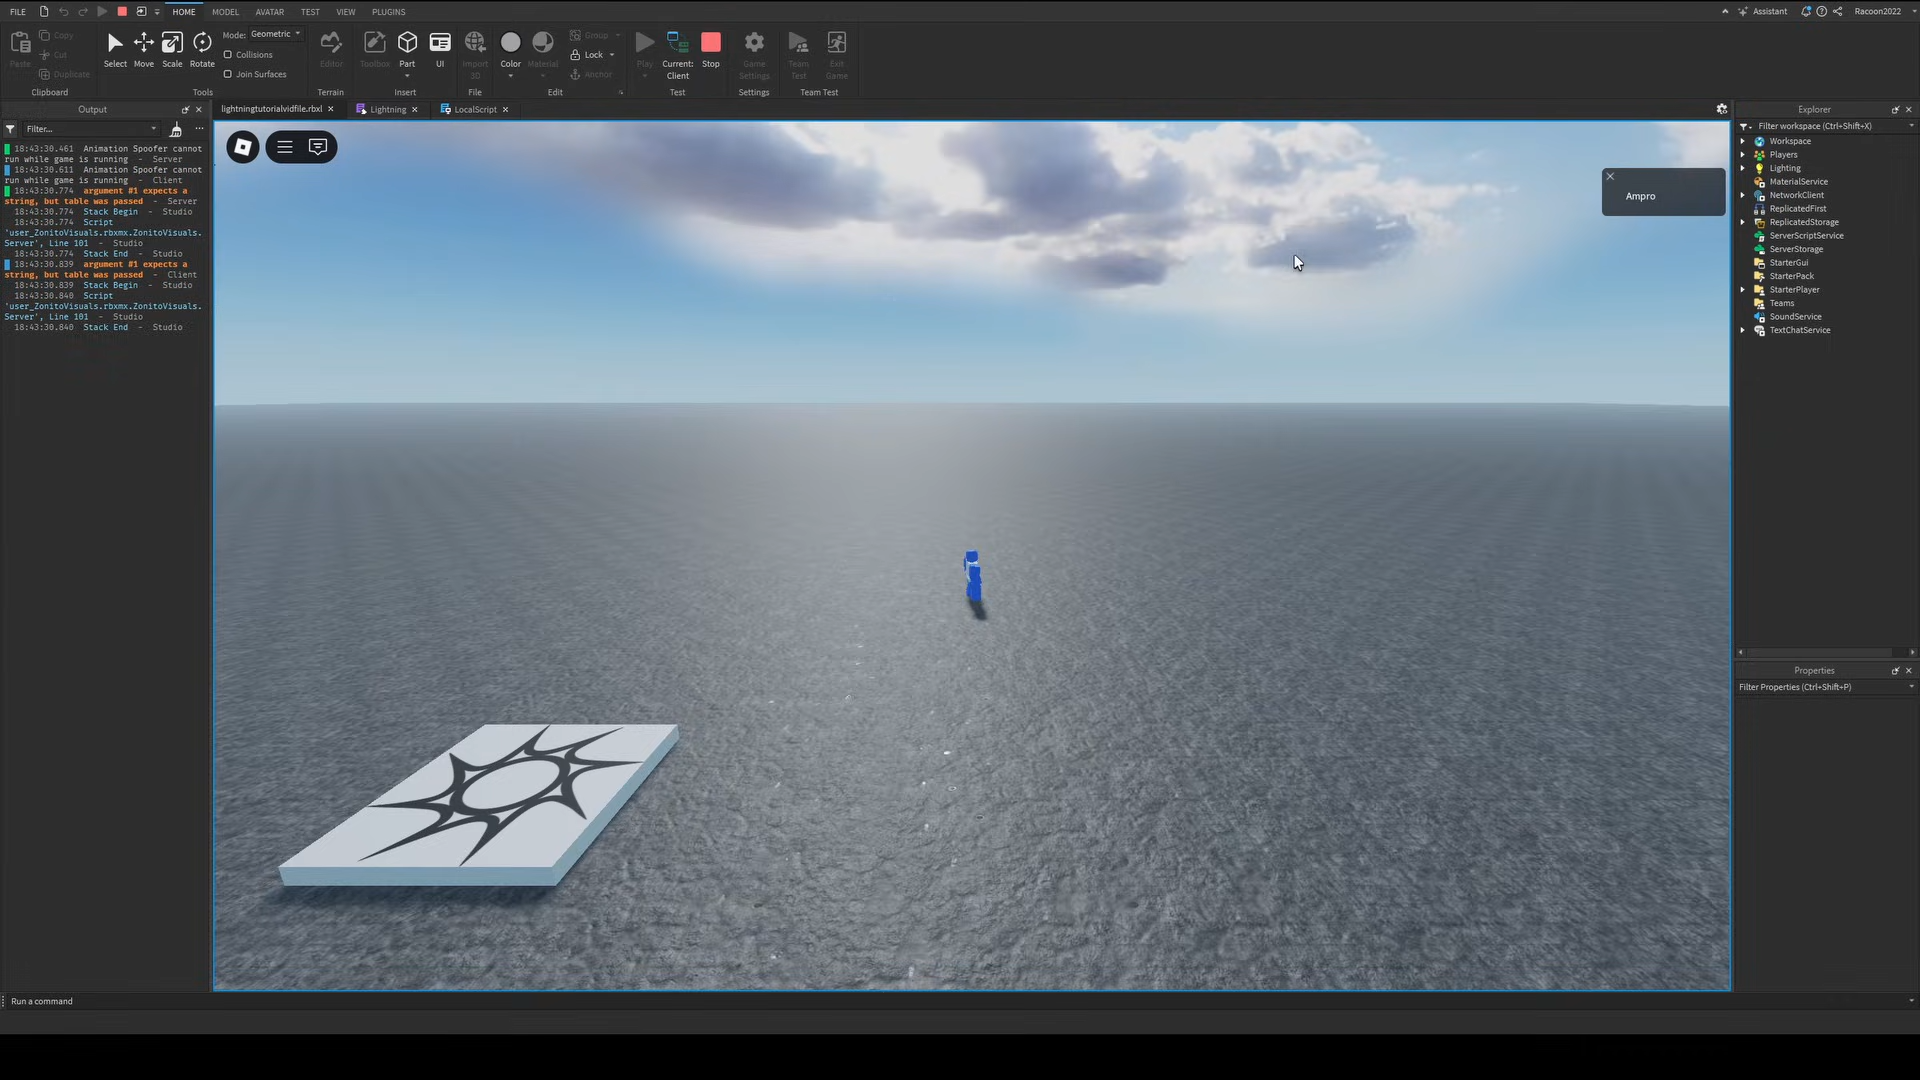 FILE HOME MODEL AVATAR TEST VIEW PLUGINS Assistant Racoon2022
Paste Copy Cut Duplicate Select Move Scale Rotate Mode: Geometric Collisions Join Surfaces Editor Toolbox Part UI Import 3D Color Material Group Lock Anchor Play Current: Client Stop Game Settings Team Test Exit Game
Clipboard Tools Terrain Insert File Edit Test Settings Team Test
Output lightningtutorialvidfile.rbxl Lightning LocalScript Explorer
Filter...
18:43:30.461 Animation Spoofer cannot
run while game is running - Server
18:43:30.611 Animation Spoofer cannot
run while game is running - Client
18:43:30.774 argument #1 expects a
string, but table was passed - Server
18:43:30.774 Stack Begin - Studio
18:43:30.774 Script
'user_ZonitoVisuals.rbxmx.ZonitoVisuals.
Server', Line 101 - Studio
18:43:30.774 Stack End - Studio
18:43:30.839 argument #1 expects a
string, but table was passed - Client
18:43:30.839 Stack Begin - Studio
18:43:30.840 Script
'user_ZonitoVisuals.rbxmx.ZonitoVisuals.
Server', Line 101 - Studio
18:43:30.840 Stack End - Studio
Ampro
Filter workspace (Ctrl+Shift+X)
Workspace
Players
Lighting
MaterialService
NetworkClient
ReplicatedFirst
ReplicatedStorage
ServerScriptService
ServerStorage
StarterGui
StarterPack
StarterPlayer
Teams
SoundService
TextChatService
Properties
Filter Properties (Ctrl+Shift+P)
Run a command